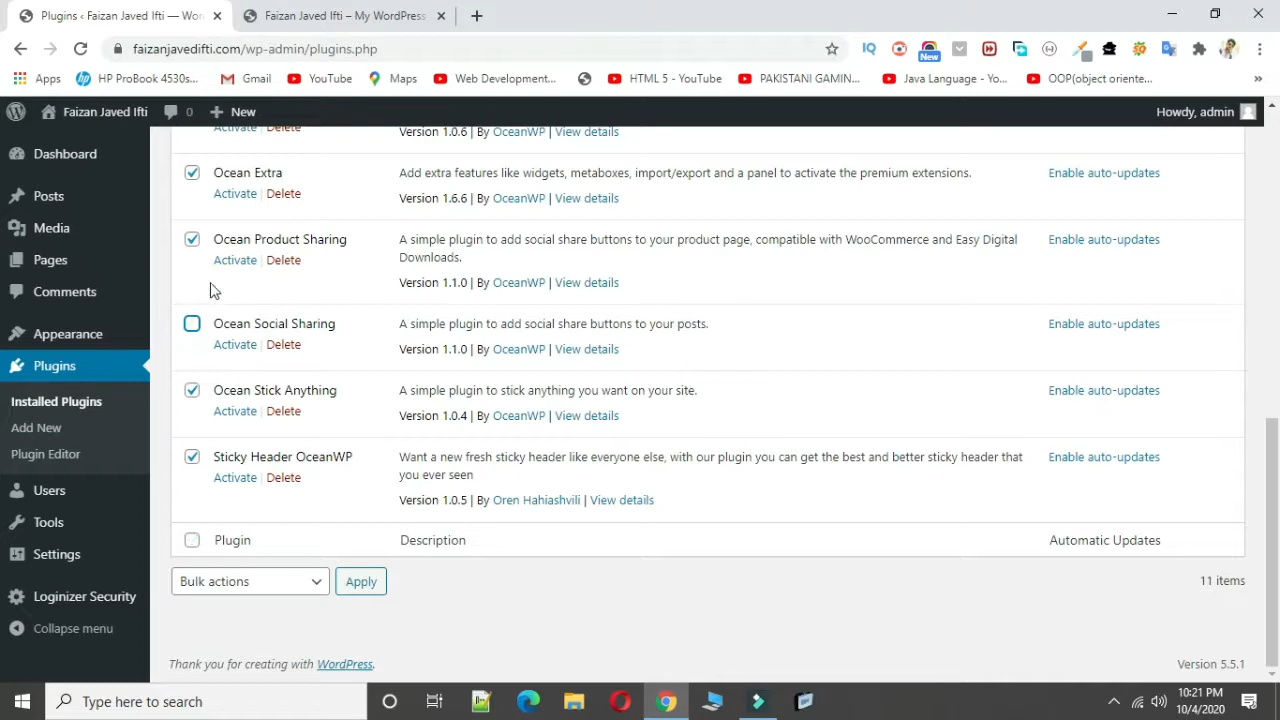 Plugins ‹ Faizan Javed Ifti — Wor
Faizan Javed Ifti – My WordPress
faizanjavedifti.com/wp-admin/plugins.php
New
Apps
HP ProBook 4530s...
Gmail
YouTube
Maps
Web Development...
HTML 5 - YouTube
PAKISTANI GAMIN...
Java Language - Yo...
OOP(object oriente...
»
Faizan Javed Ifti
0
New
Howdy, admin
Dashboard
Posts
Media
Pages
Comments
Appearance
Plugins
Installed Plugins
Add New
Plugin Editor
Users
Tools
Settings
Loginizer Security
Collapse menu
Activate | Delete
Version 1.0.6 | By OceanWP | View details
Ocean Extra
Activate | Delete
Add extra features like widgets, metaboxes, import/export and a panel to activate the premium extensions.
Version 1.6.6 | By OceanWP | View details
Enable auto-updates
Ocean Product Sharing
Activate | Delete
A simple plugin to add social share buttons to your product page, compatible with WooCommerce and Easy Digital
Downloads.
Version 1.1.0 | By OceanWP | View details
Enable auto-updates
Ocean Social Sharing
Activate | Delete
A simple plugin to add social share buttons to your posts.
Version 1.1.0 | By OceanWP | View details
Enable auto-updates
Ocean Stick Anything
Activate | Delete
A simple plugin to stick anything you want on your site.
Version 1.0.4 | By OceanWP | View details
Enable auto-updates
Sticky Header OceanWP
Activate | Delete
Want a new fresh sticky header like everyone else, with our plugin you can get the best and better sticky header that
you ever seen
Version 1.0.5 | By Oren Hahiashvili | View details
Enable auto-updates
Plugin
Description
Automatic Updates
Bulk actions
Apply
11 items
Thank you for creating with WordPress.
Version 5.5.1
Type here to search
10:21 PM
10/4/2020